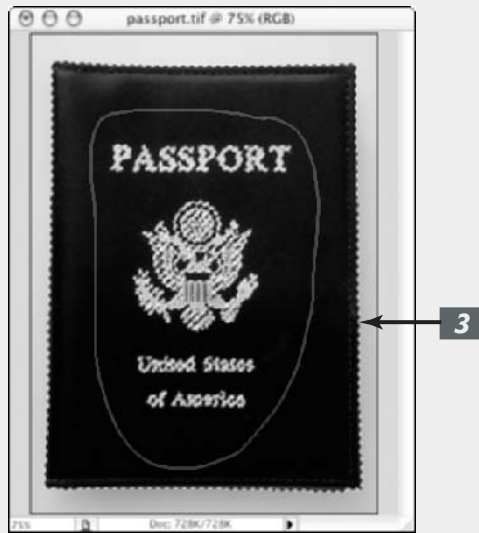 passport.tif @ 75% (RGB)
PASSPORT
United States
of America
3
75%
Doc: 728K/728K